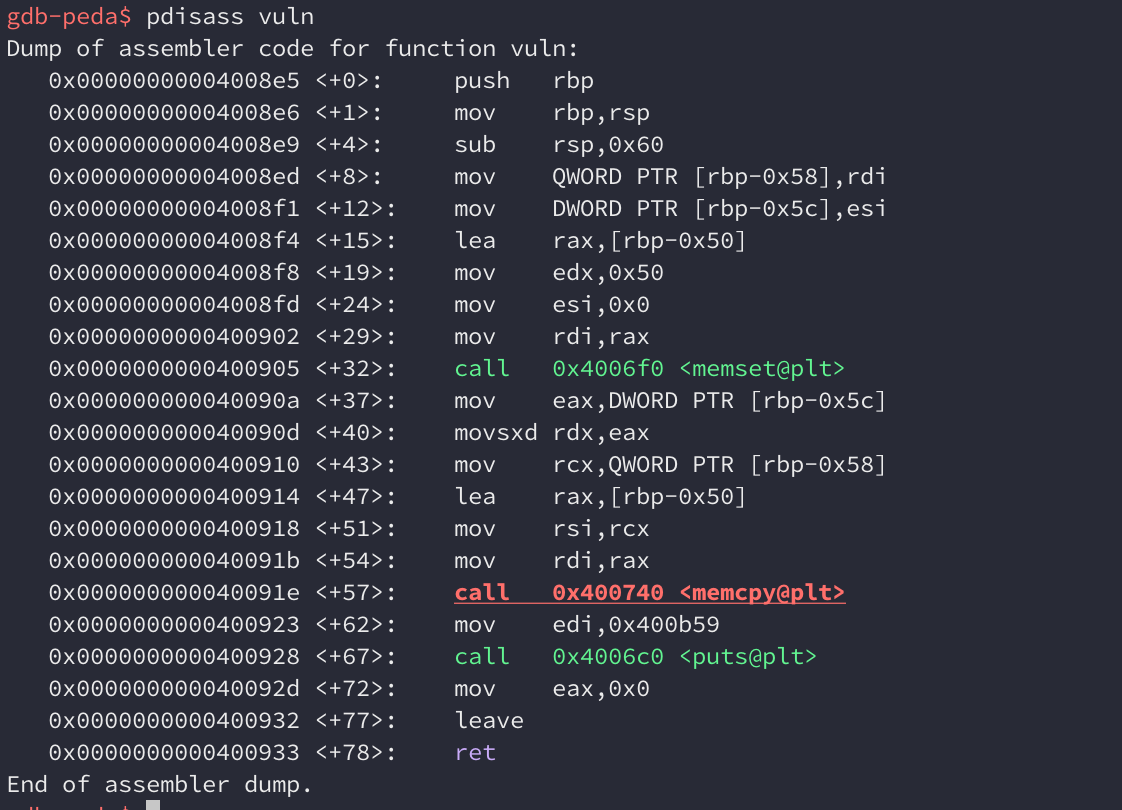 gdb-peda$ pdisass vuln
Dump of assembler code for function vuln:
   0x00000000004008e5 <+0>:	push   rbp
   0x00000000004008e6 <+1>:	mov    rbp,rsp
   0x00000000004008e9 <+4>:	sub    rsp,0x60
   0x00000000004008ed <+8>:	mov    QWORD PTR [rbp-0x58],rdi
   0x00000000004008f1 <+12>:	mov    DWORD PTR [rbp-0x5c],esi
   0x00000000004008f4 <+15>:	lea    rax,[rbp-0x50]
   0x00000000004008f8 <+19>:	mov    edx,0x50
   0x00000000004008fd <+24>:	mov    esi,0x0
   0x0000000000400902 <+29>:	mov    rdi,rax
   0x0000000000400905 <+32>:	call   0x4006f0 <memset@plt>
   0x000000000040090a <+37>:	mov    eax,DWORD PTR [rbp-0x5c]
   0x000000000040090d <+40>:	movsxd rdx,eax
   0x0000000000400910 <+43>:	mov    rcx,QWORD PTR [rbp-0x58]
   0x0000000000400914 <+47>:	lea    rax,[rbp-0x50]
   0x0000000000400918 <+51>:	mov    rsi,rcx
   0x000000000040091b <+54>:	mov    rdi,rax
   0x000000000040091e <+57>:	call   0x400740 <memcpy@plt>
   0x0000000000400923 <+62>:	mov    edi,0x400b59
   0x0000000000400928 <+67>:	call   0x4006c0 <puts@plt>
   0x000000000040092d <+72>:	mov    eax,0x0
   0x0000000000400932 <+77>:	leave
   0x0000000000400933 <+78>:	ret
End of assembler dump.